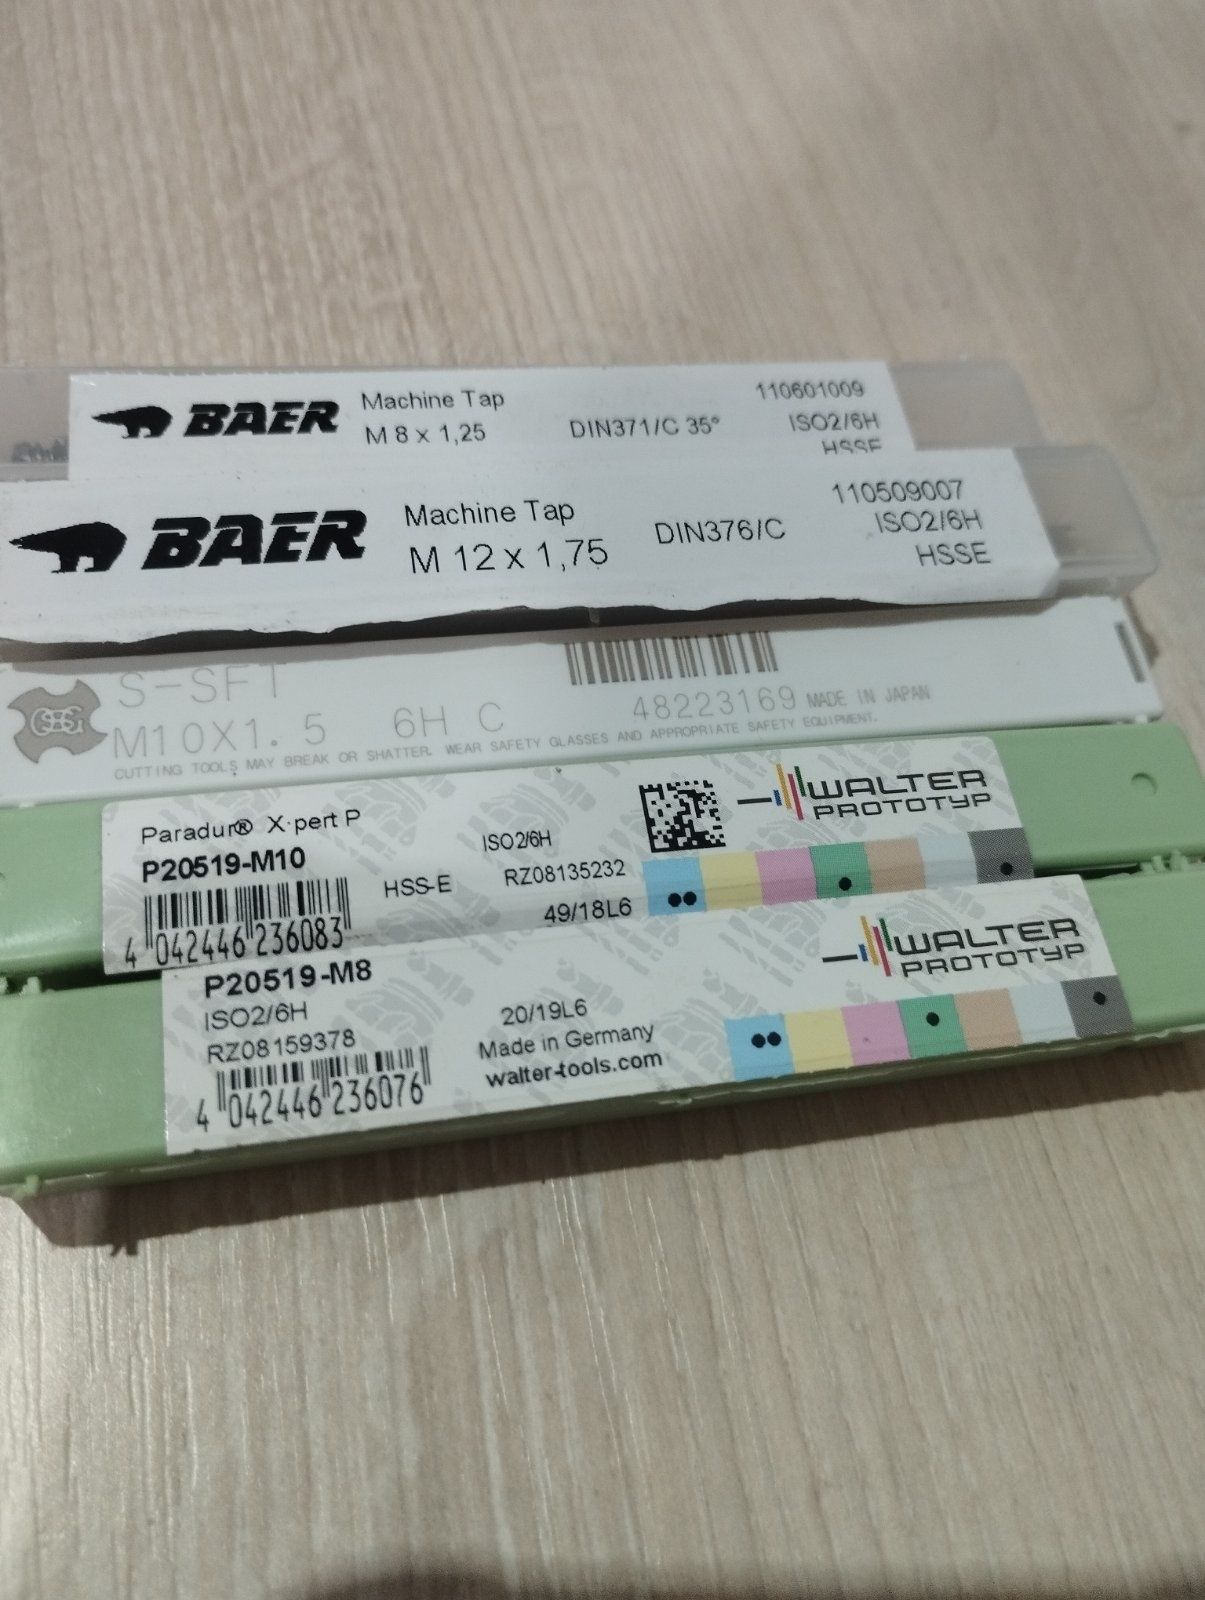 BAER
Machine Tap
M 8 x 1,25
DIN371/C 35°
110601009
ISO2/6H
HSSE
BAER
Machine Tap
M 12 x 1,75
DIN376/C
110509007
ISO2/6H
HSSE
OSG
S-SFT
M10X1.5 6H C
48223169 MADE IN JAPAN
CUTTING TOOLS MAY BREAK OR SHATTER. WEAR SAFETY GLASSES AND APPROPRIATE SAFETY EQUIPMENT.
Paradur® X·pert P
P20519-M10
4 042446 236083
HSS-E
ISO2/6H
RZ08135232
49/18L6
WALTER
PROTOTYP
P20519-M8
ISO2/6H
RZ08159378
4 042446 236076
20/19L6
Made in Germany
walter-tools.com
WALTER
PROTOTYP